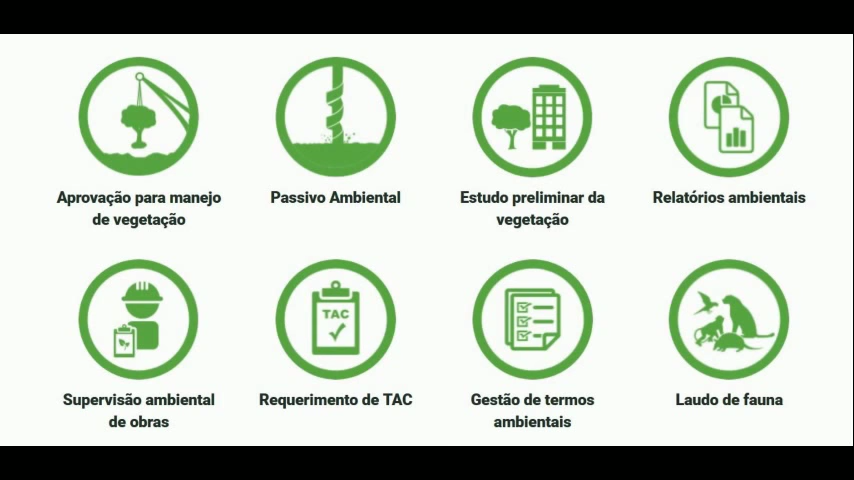 Aprovação para manejo
de vegetação
Passivo Ambiental
Estudo preliminar da
vegetação
Relatórios ambientais
TAC
Supervisão ambiental
de obras
Requerimento de TAC
Gestão de termos
ambientais
Laudo de fauna